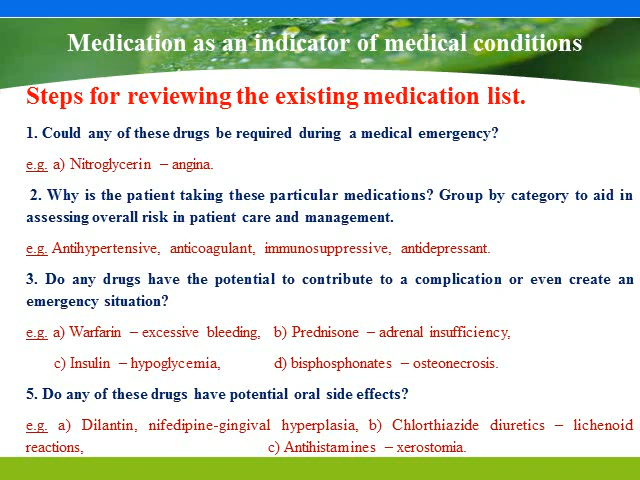 Medication as an indicator of medical conditions
Steps for reviewing the existing medication list.
1. Could any of these drugs be required during a medical emergency?
e.g. a) Nitroglycerin – angina.
2. Why is the patient taking these particular medications? Group by category to aid in
assessing overall risk in patient care and management.
e.g. Antihypertensive, anticoagulant, immunosuppressive, antidepressant.
3. Do any drugs have the potential to contribute to a complication or even create an
emergency situation?
e.g. a) Warfarin – excessive bleeding, b) Prednisone – adrenal insufficiency,
c) Insulin – hypoglycemia, d) bisphosphonates – osteonecrosis.
5. Do any of these drugs have potential oral side effects?
e.g. a) Dilantin, nifedipine-gingival hyperplasia, b) Chlorthiazide diuretics – lichenoid
reactions, c) Antihistamines – xerostomia.